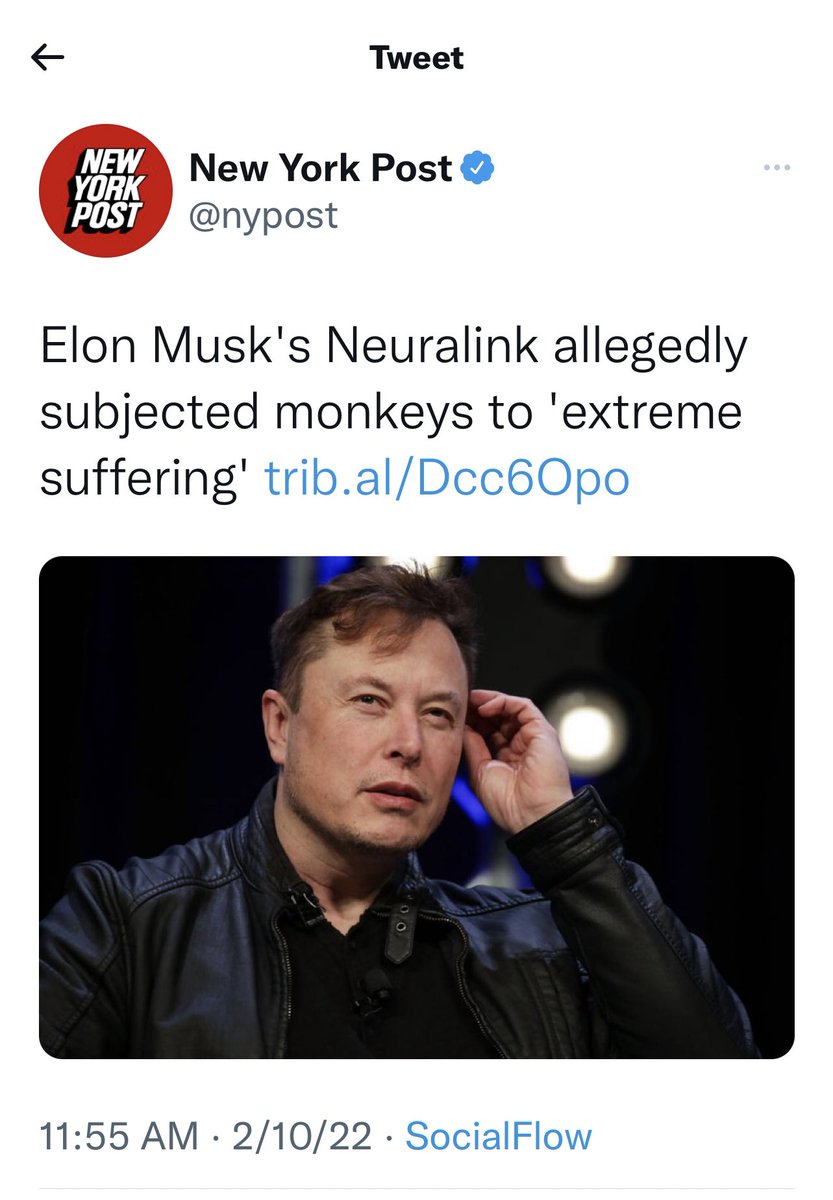 Tweet
NEW
YORK
POST
New York Post
@nypost
Elon Musk's Neuralink allegedly
subjected monkeys to 'extreme
suffering' trib.al/Dcc6Opo
11:55 AM · 2/10/22 · SocialFlow